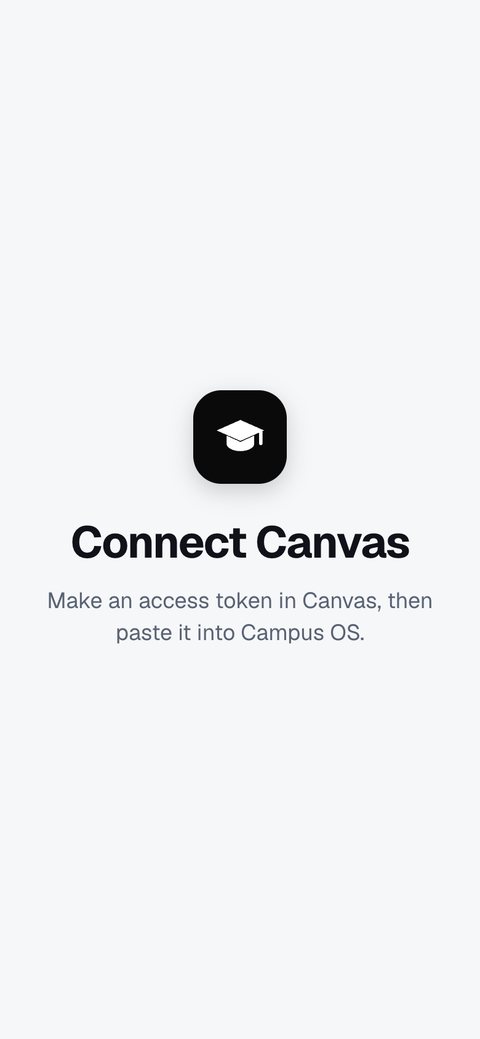 Connect Canvas
Make an access token in Canvas, then
paste it into Campus OS.